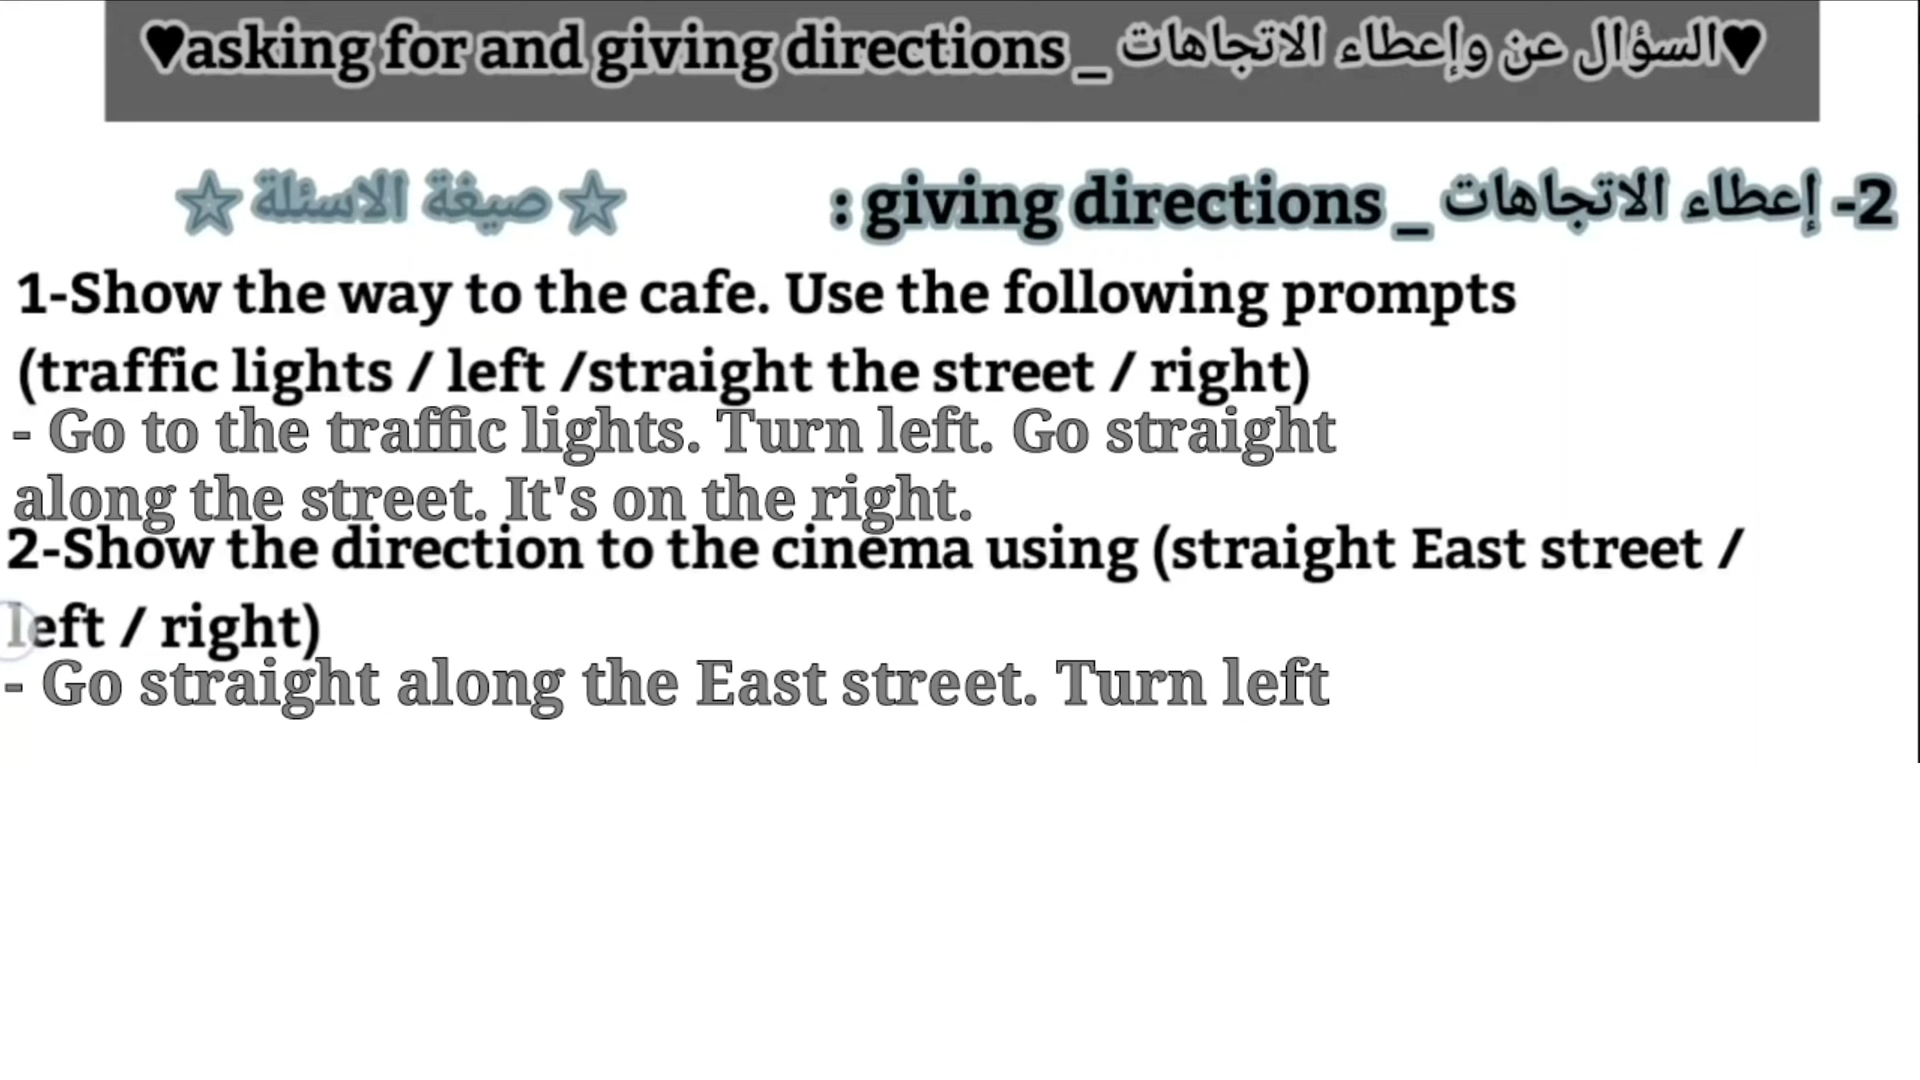 ♥asking for and giving directions _ السؤال عن وإعطاء الاتجاهات♥
2- إعطاء الاتجاهات _ giving directions :
☆ صيغة الاسئلة ☆
1-Show the way to the cafe. Use the following prompts
(traffic lights / left /straight the street / right)
- Go to the traffic lights. Turn left. Go straight
along the street. It's on the right.
2-Show the direction to the cinema using (straight East street /
left / right)
- Go straight along the East street. Turn left